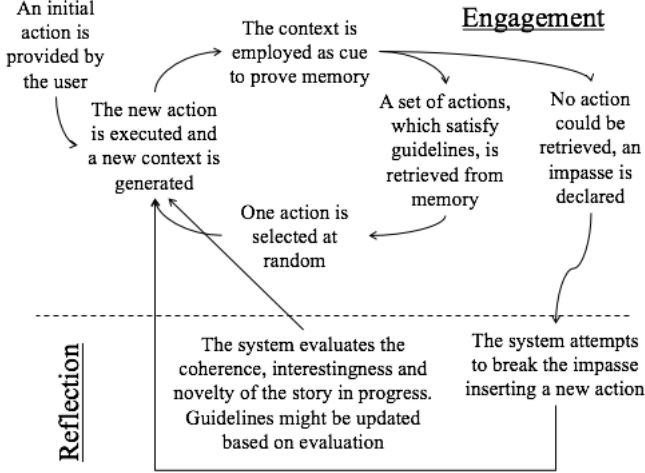 An initial
action is
provided by
the user
The new action
is executed and
a new context is
generated
The context is
employed as cue
to prove memory
Engagement
A set of actions,
which satisfy
guidelines, is
retrieved from
memory
No action
could be
retrieved, an
impasse is
declared
One action is
selected at
random
Reflection
The system evaluates the
coherence, interestingness and
novelty of the story in progress.
Guidelines might be updated
based on evaluation
The system attempts
to break the impasse
inserting a new action